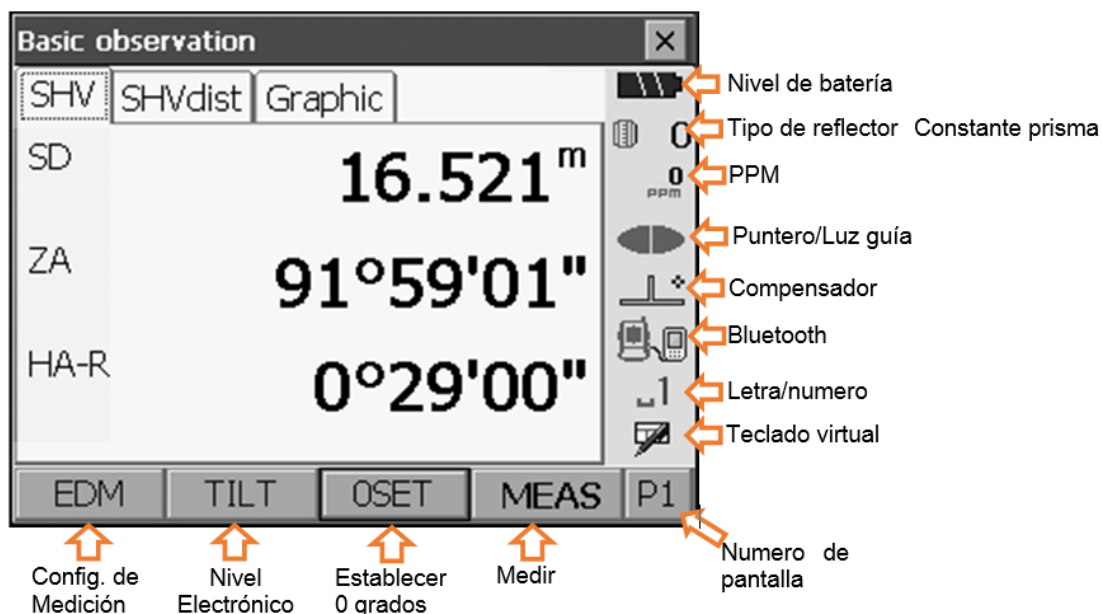 Basic observation
SHV SHVdist Graphic
Nivel de batería
SD 16.521 m
0 Tipo de reflector Constante prisma
0 PPM PPM
Puntero/Luz guía
ZA 91°59'01"
Compensador
Bluetooth
HA-R 0°29'00"
1 Letra/numero
Teclado virtual
EDM TILT 0SET MEAS P1
Config. de
Medición
Nivel
Electrónico
Establecer
0 grados
Medir
Numero de
pantalla